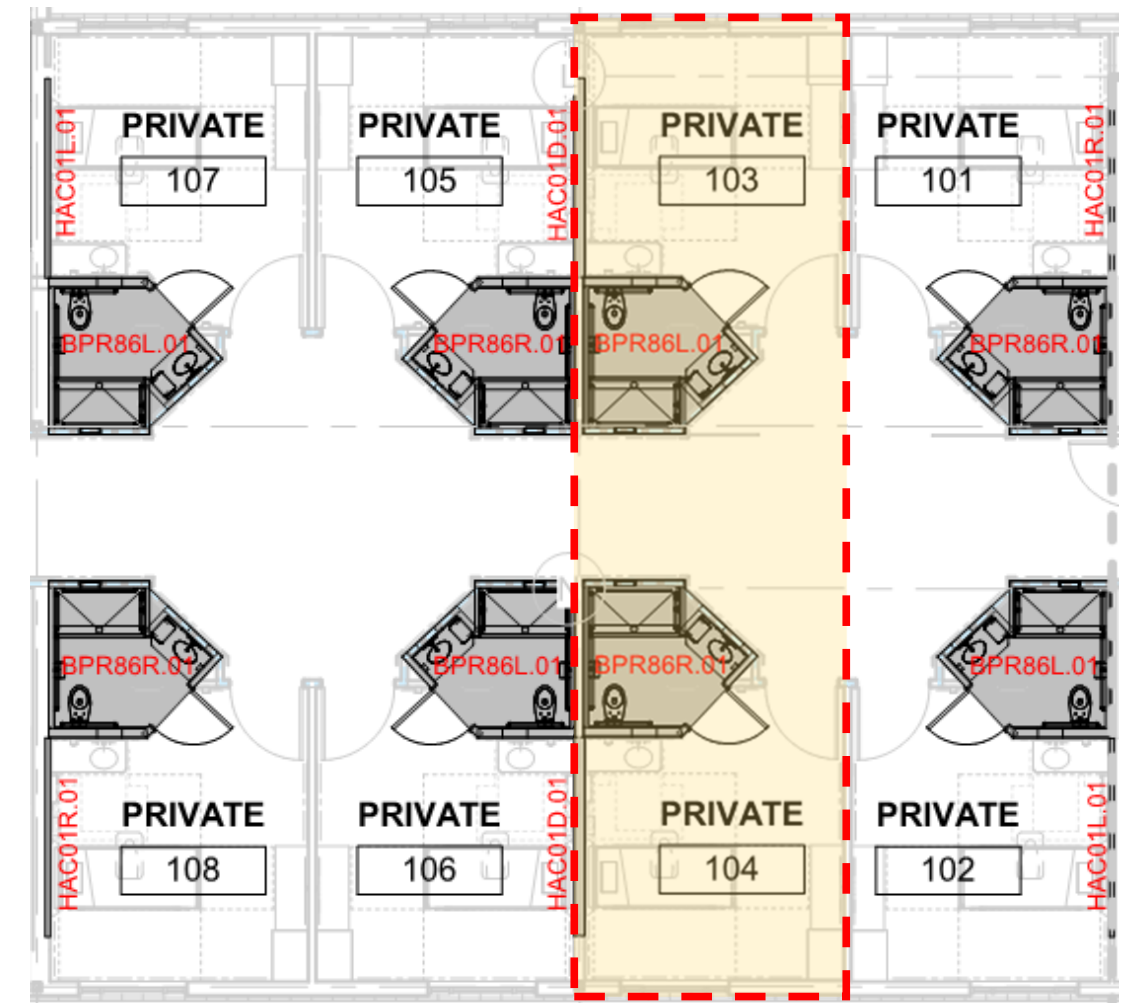 PRIVATE PRIVATE PRIVATE PRIVATE
107 105 103 101
HAC01L.01 HAC01D.01 HAC01R.01
BPR86L.01 BPR86R.01 BPR86L.01 BPR86R.01
N
BPR86R.01 BPR86L.01 BPR86R.01 BPR86L.01
PRIVATE PRIVATE PRIVATE PRIVATE
108 106 104 102
HAC01R.01 HAC01D.01 HAC01L.01